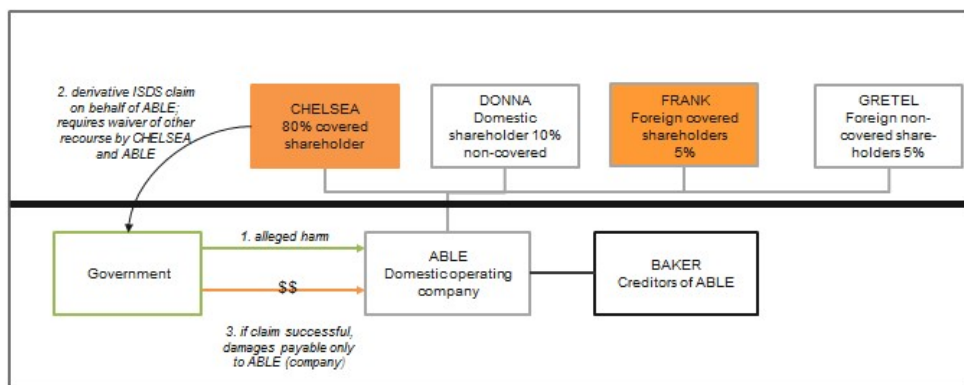 2. derivative ISDS claim
on behalf of ABLE;
requires waiver of other
recourse by CHELSEA
and ABLE
CHELSEA
80% covered
shareholder
DONNA
Domestic
shareholder 10%
non-covered
FRANK
Foreign covered
shareholders
5%
GRETEL
Foreign non-
covered share-
holders 5%
Government
1. alleged harm
$$
ABLE
Domestic operating
company
BAKER
Creditors of ABLE
3. if claim successful,
damages payable only
to ABLE (company)